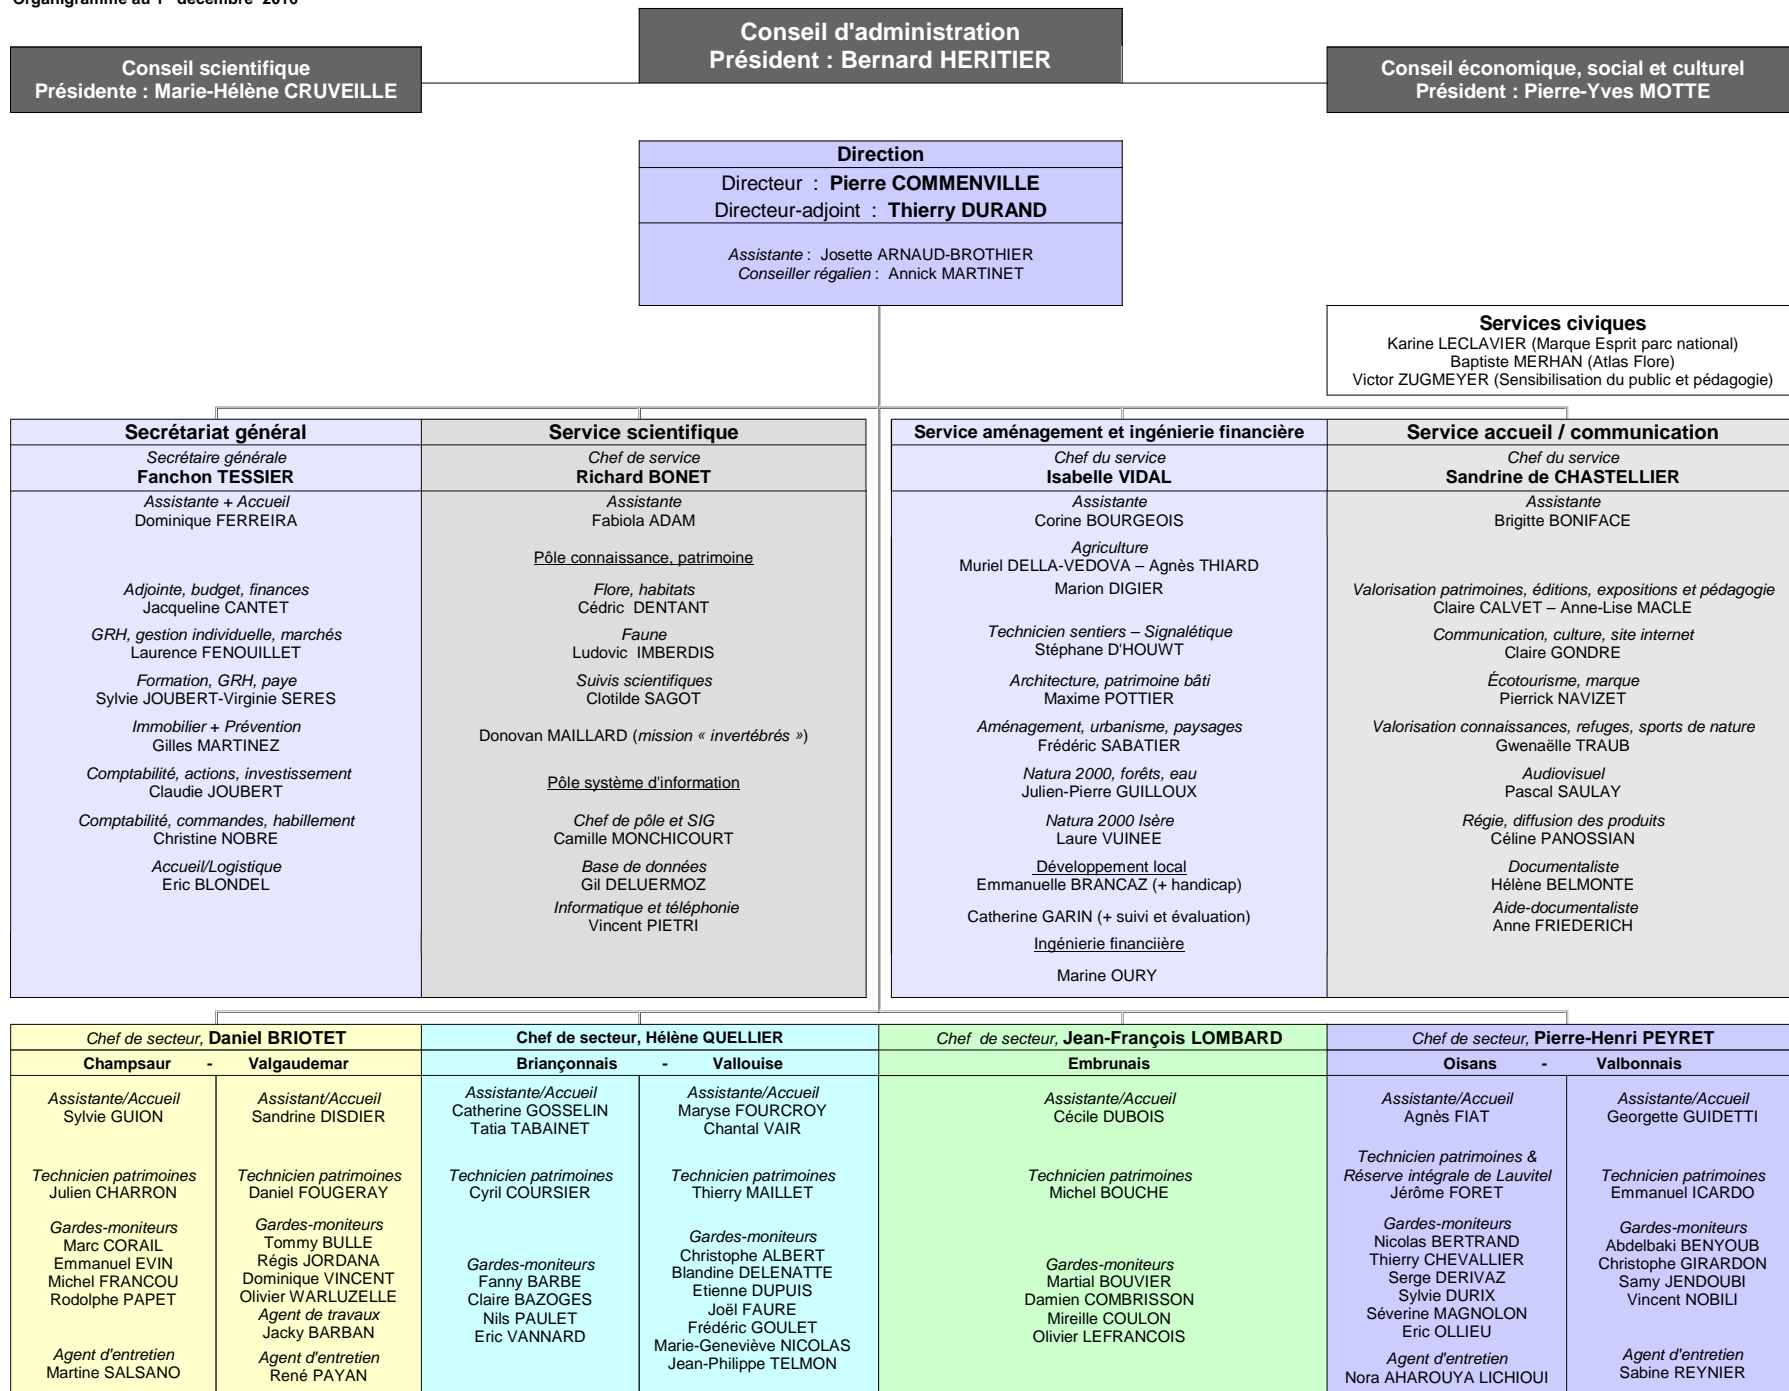 Organigramme au 1er décembre 2016
Conseil d'administration
Président : Bernard HERITIER
Conseil scientifique
Présidente : Marie-Hélène CRUVEILLE
Conseil économique, social et culturel
Président : Pierre-Yves MOTTE
Direction
Directeur : Pierre COMMENVILLE
Directeur-adjoint : Thierry DURAND
Assistante : Josette ARNAUD-BROTHIER
Conseiller régalien : Annick MARTINET
Services civiques
Karine LECLAVIER (Marque Esprit parc national)
Baptiste MERHAN (Atlas Flore)
Victor ZUGMEYER (Sensibilisation du public et pédagogie)
Secrétariat général
Secrétaire générale
Fanchon TESSIER
Assistante + Accueil
Dominique FERREIRA
Adjointe, budget, finances
Jacqueline CANTET
GRH, gestion individuelle, marchés
Laurence FENOUILLET
Formation, GRH, paye
Sylvie JOUBERT-Virginie SERES
Immobilier + Prévention
Gilles MARTINEZ
Comptabilité, actions, investissement
Claudie JOUBERT
Comptabilité, commandes, habillement
Christine NOBRE
Accueil/Logistique
Eric BLONDEL
Service scientifique
Chef de service
Richard BONET
Assistante
Fabiola ADAM
Pôle connaissance, patrimoine
Flore, habitats
Cédric DENTANT
Faune
Ludovic IMBERDIS
Suivis scientifiques
Clotilde SAGOT
Donovan MAILLARD (mission « invertébrés »)
Pôle système d'information
Chef de pôle et SIG
Camille MONCHICOURT
Base de données
Gil DELUERMOZ
Informatique et téléphonie
Vincent PIETRI
Service aménagement et ingénierie financière
Chef du service
Isabelle VIDAL
Assistante
Corine BOURGEOIS
Agriculture
Muriel DELLA-VEDOVA – Agnès THIARD
Marion DIGIER
Technicien sentiers – Signalétique
Stéphane D'HOUWT
Architecture, patrimoine bâti
Maxime POTTIER
Aménagement, urbanisme, paysages
Frédéric SABATIER
Natura 2000, forêts, eau
Julien-Pierre GUILLOUX
Natura 2000 Isère
Laure VUINEE
Développement local
Emmanuelle BRANCAZ (+ handicap)
Catherine GARIN (+ suivi et évaluation)
Ingénierie financiière
Marine OURY
Service accueil / communication
Chef du service
Sandrine de CHASTELLIER
Assistante
Brigitte BONIFACE
Valorisation patrimoines, éditions, expositions et pédagogie
Claire CALVET – Anne-Lise MACLE
Communication, culture, site internet
Claire GONDRE
Écotourisme, marque
Pierrick NAVIZET
Valorisation connaissances, refuges, sports de nature
Gwenaëlle TRAUB
Audiovisuel
Pascal SAULAY
Régie, diffusion des produits
Céline PANOSSIAN
Documentaliste
Hélène BELMONTE
Aide-documentaliste
Anne FRIEDERICH
Chef de secteur, Daniel BRIOTET
Champsaur - Valgaudemar
Assistante/Accueil
Sylvie GUION
Technicien patrimoines
Julien CHARRON
Gardes-moniteurs
Marc CORAIL
Emmanuel EVIN
Michel FRANCOU
Rodolphe PAPET
Agent d'entretien
Martine SALSANO
Assistant/Accueil
Sandrine DISDIER
Technicien patrimoines
Daniel FOUGERAY
Gardes-moniteurs
Tommy BULLE
Régis JORDANA
Dominique VINCENT
Olivier WARLUZELLE
Agent de travaux
Jacky BARBAN
Agent d'entretien
René PAYAN
Chef de secteur, Hélène QUELLIER
Briançonnais - Vallouise
Assistante/Accueil
Catherine GOSSELIN
Tatia TABAINET
Technicien patrimoines
Cyril COURSIER
Gardes-moniteurs
Fanny BARBE
Claire BAZOGES
Nils PAULET
Eric VANNARD
Assistante/Accueil
Maryse FOURCROY
Chantal VAIR
Technicien patrimoines
Thierry MAILLET
Gardes-moniteurs
Christophe ALBERT
Blandine DELENATTE
Etienne DUPUIS
Joël FAURE
Frédéric GOULET
Marie-Geneviève NICOLAS
Jean-Philippe TELMON
Chef de secteur, Jean-François LOMBARD
Embrunais
Assistante/Accueil
Cécile DUBOIS
Technicien patrimoines
Michel BOUCHE
Gardes-moniteurs
Martial BOUVIER
Damien COMBRISSON
Mireille COULON
Olivier LEFRANCOIS
Chef de secteur, Pierre-Henri PEYRET
Oisans - Valbonnais
Assistante/Accueil
Agnès FIAT
Technicien patrimoines &
Réserve intégrale de Lauvitel
Jérôme FORET
Gardes-moniteurs
Nicolas BERTRAND
Thierry CHEVALLIER
Serge DERIVAZ
Sylvie DURIX
Séverine MAGNOLON
Eric OLLIEU
Agent d'entretien
Nora AHAROUYA LICHIOUI
Assistante/Accueil
Georgette GUIDETTI
Technicien patrimoines
Emmanuel ICARDO
Gardes-moniteurs
Abdelbaki BENYOUB
Christophe GIRARDON
Samy JENDOUBI
Vincent NOBILI
Agent d'entretien
Sabine REYNIER